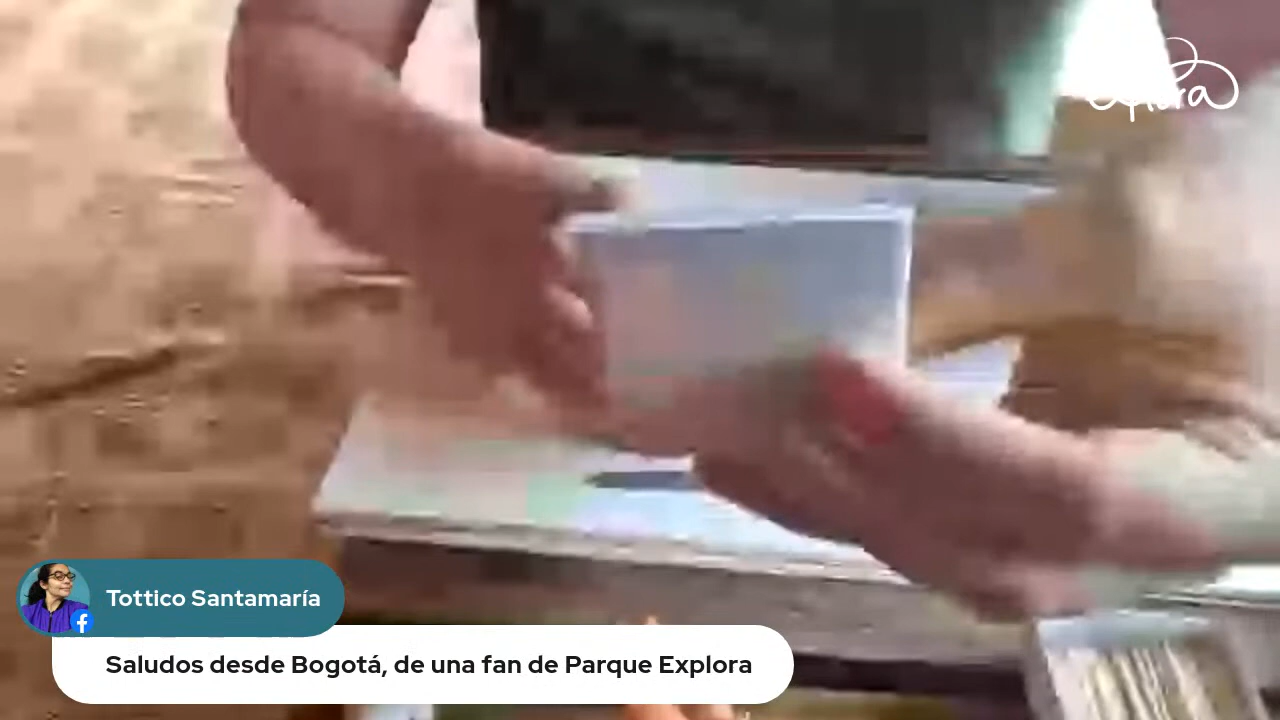 explora
Tottico Santamaría
Saludos desde Bogotá, de una fan de Parque Explora